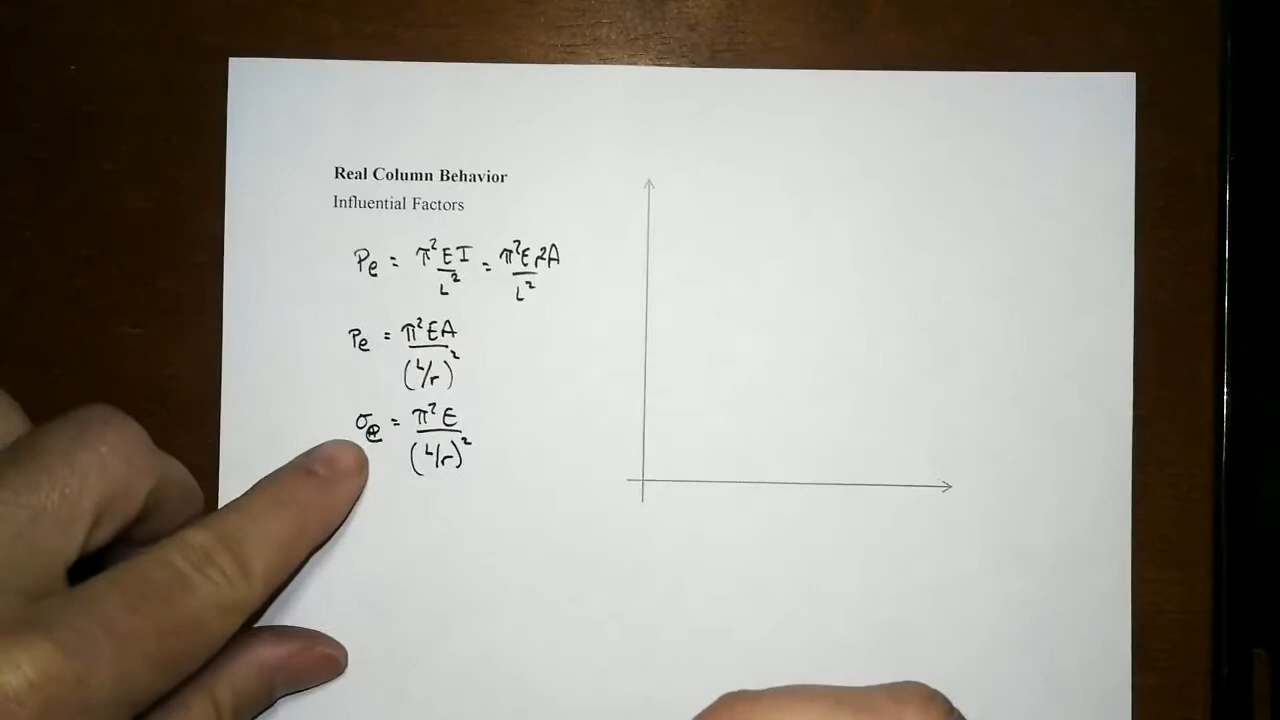 Real Column Behavior
Influential Factors
Pe = π²EI/L² = π²Er²A/L²
Pe = π²EA/(L/r)²
σe = π²E/(L/r)²